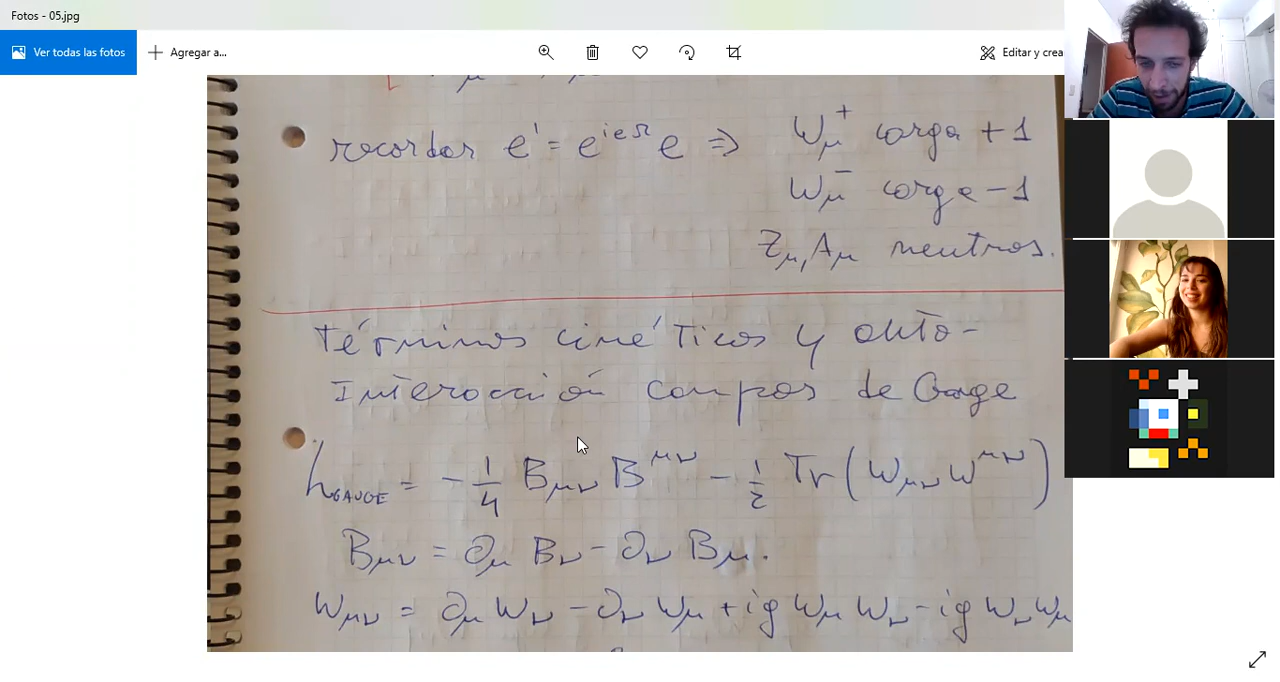 Fotos - 05.jpg
Ver todas las fotos
Agregar a...
Editar y crea
recordar e' = e^{ieΩ} e ⇒ W_μ^+ carga +1
W_μ^- carga -1
Z_μ, A_μ neutros.
Términos cinéticos y auto-
Interacción campos de Gauge
L_GAUGE = - 1/4 B_μν B^μν - 1/2 Tr (W_μν W^μν)
B_μν = ∂_μ B_ν - ∂_ν B_μ.
W_μν = ∂_μ W_ν - ∂_ν W_μ + ig W_μ W_ν - ig W_ν W_μ